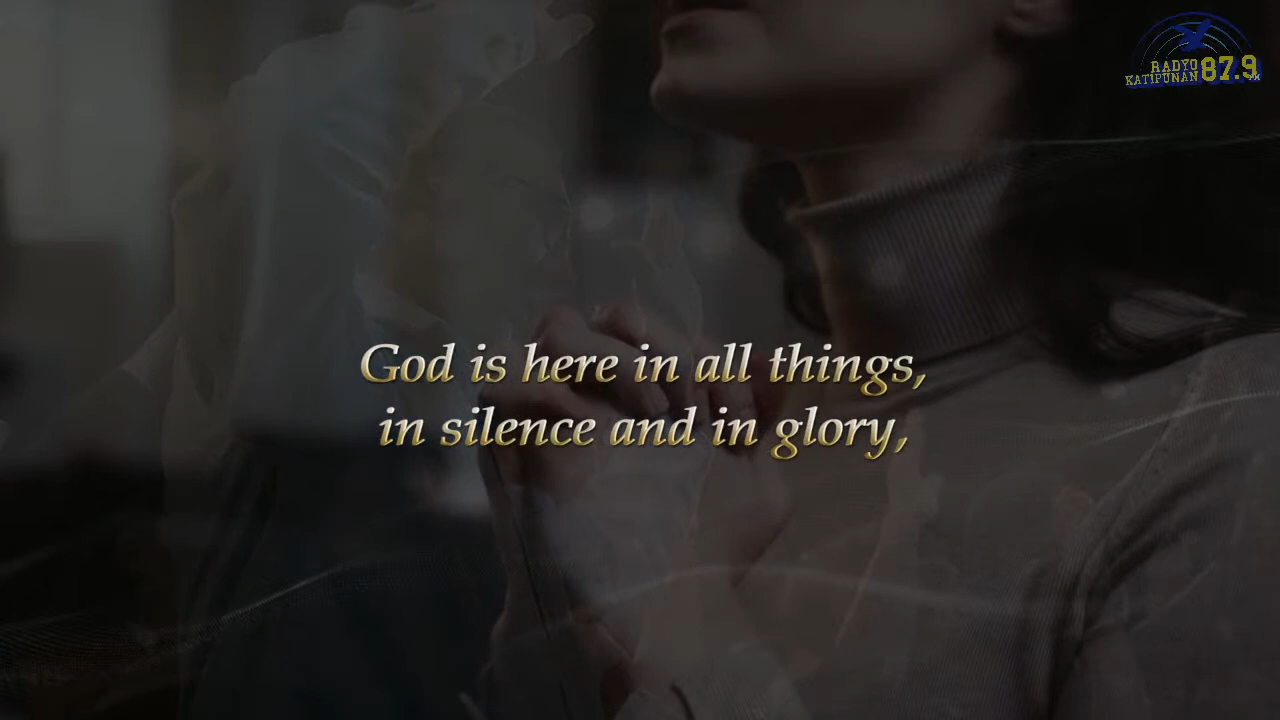 RADYO
KATIPUNAN 87.9
God is here in all things,
in silence and in glory,